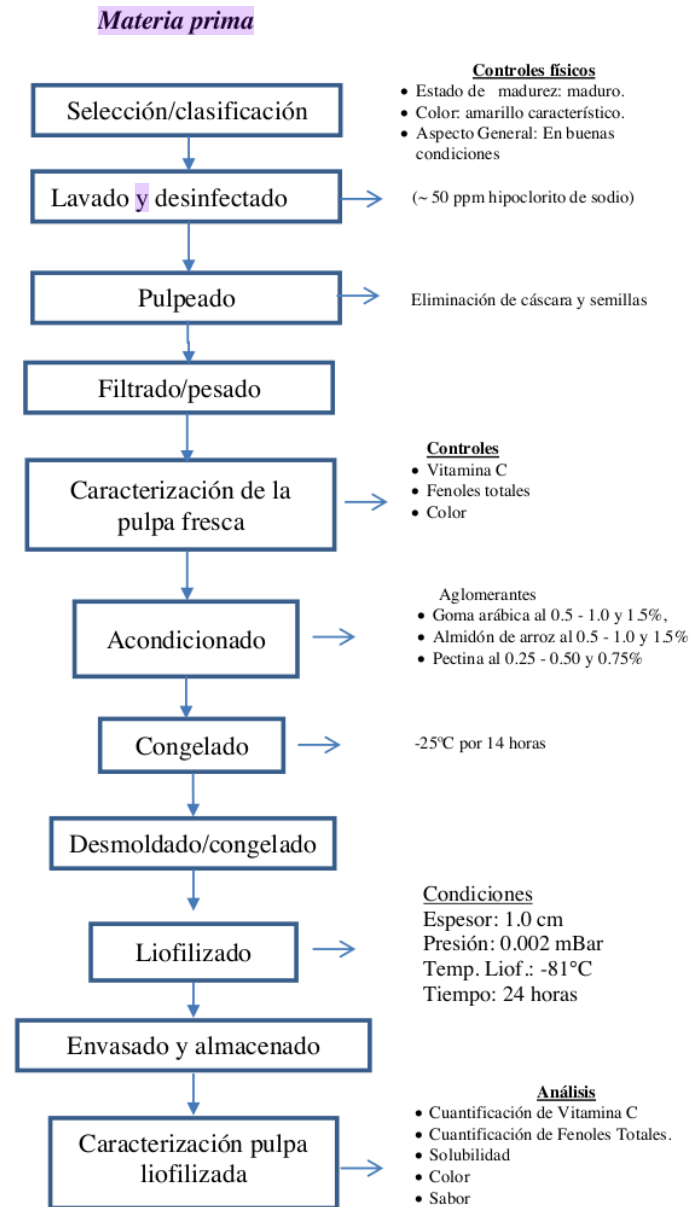 Materia prima
Controles físicos
Selección/clasificación
• Estado de madurez: maduro.
• Color: amarillo característico.
• Aspecto General: En buenas
condiciones
Lavado y desinfectado
(~ 50 ppm hipoclorito de sodio)
Pulpeado
Eliminación de cáscara y semillas
Filtrado/pesado
Caracterización de la
pulpa fresca
Controles
• Vitamina C
• Fenoles totales
• Color
Acondicionado
Aglomerantes
• Goma arábica al 0.5 - 1.0 y 1.5%,
• Almidón de arroz al 0.5 - 1.0 y 1.5%
• Pectina al 0.25 - 0.50 y 0.75%
Congelado
-25ºC por 14 horas
Desmoldado/congelado
Liofilizado
Condiciones
Espesor: 1.0 cm
Presión: 0.002 mBar
Temp. Liof.: -81°C
Tiempo: 24 horas
Envasado y almacenado
Caracterización pulpa
liofilizada
Análisis
• Cuantificación de Vitamina C
• Cuantificación de Fenoles Totales.
• Solubilidad
• Color
• Sabor